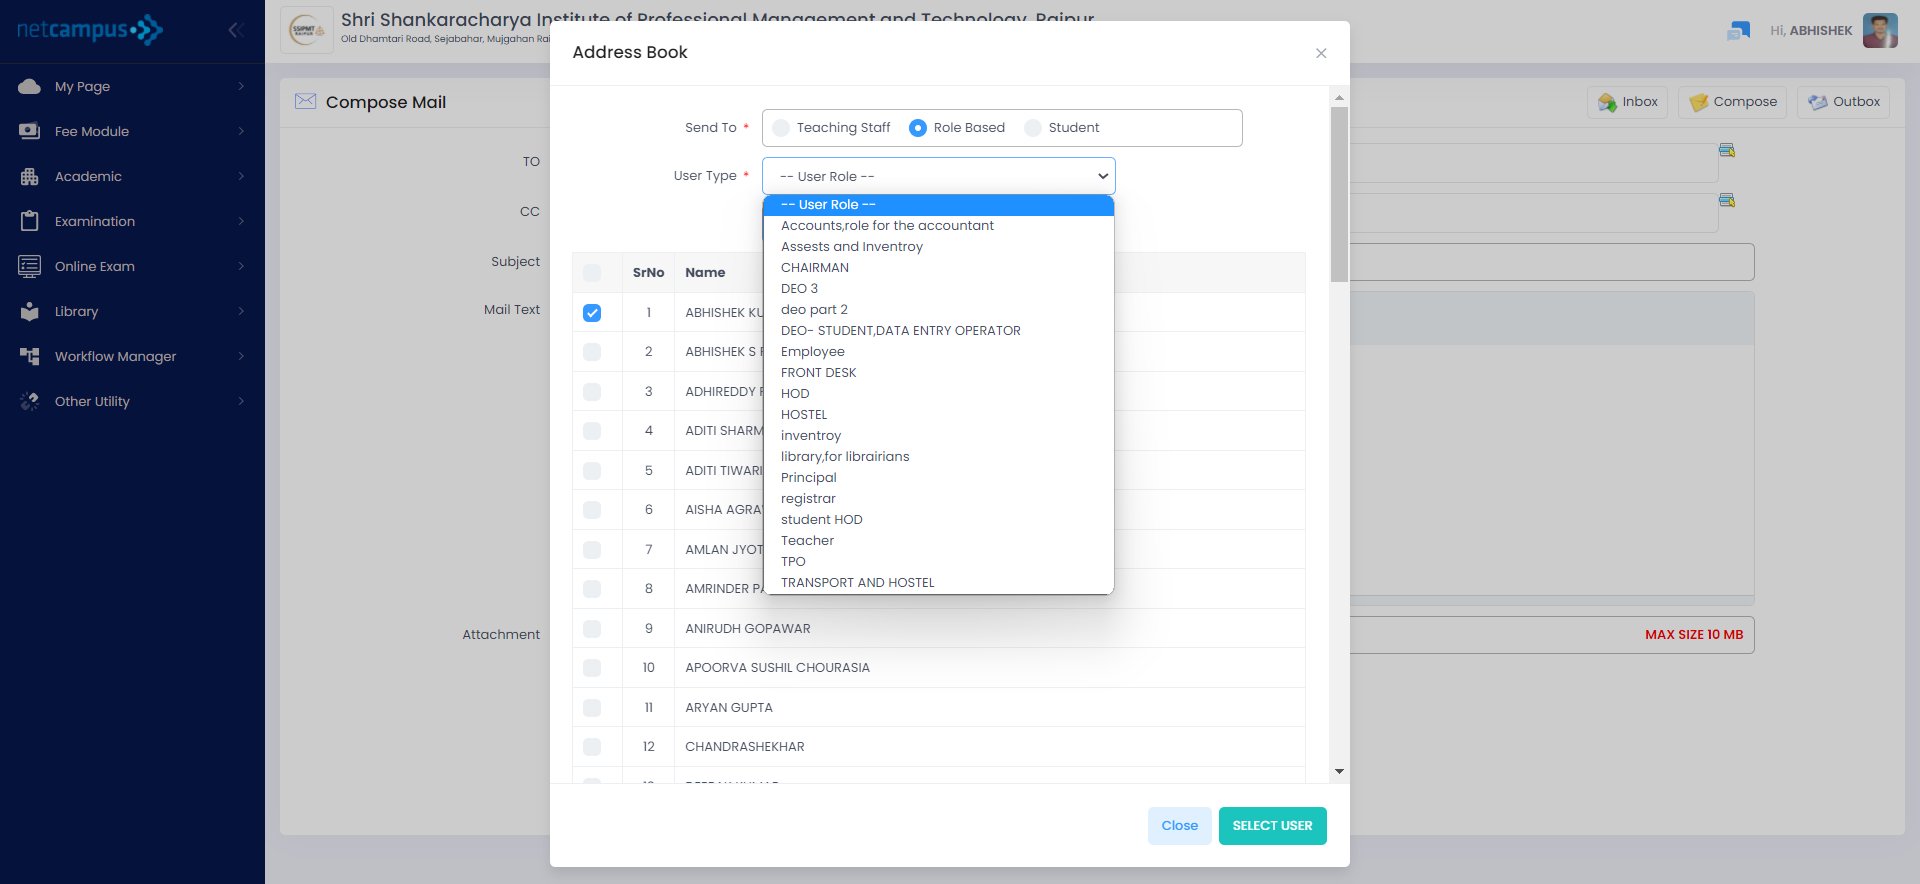 netcampus
My Page
Fee Module
Academic
Examination
Online Exam
Library
Workflow Manager
Other Utility
Shri Shankaracharya Institute of Professional Management and Technology, Raipur
Old Dhamtari Road, Sejabahar, Mujgahan
Hi, ABHISHEK
Compose Mail
Inbox
Compose
Outbox
TO
CC
Subject
Mail Text
Attachment
MAX SIZE 10 MB
Address Book
Send To *
Teaching Staff
Role Based
Student
User Type *
-- User Role --
-- User Role --
Accounts,role for the accountant
Assests and Inventroy
CHAIRMAN
DEO 3
deo part 2
DEO- STUDENT,DATA ENTRY OPERATOR
Employee
FRONT DESK
HOD
HOSTEL
inventroy
library,for librairians
Principal
registrar
student HOD
Teacher
TPO
TRANSPORT AND HOSTEL
SrNo Name
1 ABHISHEK
2 ABHISHEK S
3 ADHIREDDY
4 ADITI
5 ADITI TIWARI
6 AISHA
7 AMLAN
8 AMRINDER
9 ANIRUDH GOPAWAR
10 APOORVA SUSHIL CHOURASIA
11 ARYAN GUPTA
12 CHANDRASHEKHAR
Close
SELECT USER